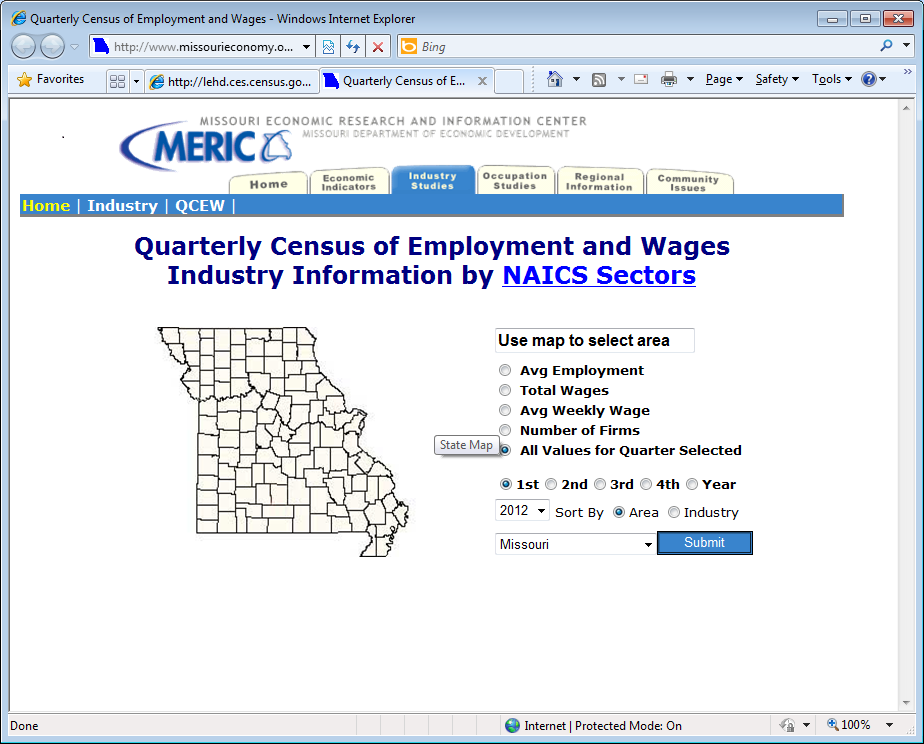 Quarterly Census of Employment and Wages - Windows Internet Explorer
http://www.missourieconomy.o...
Bing
Favorites
http://lehd.ces.census.go...
Quarterly Census of E...
Page
Safety
Tools
MISSOURI ECONOMIC RESEARCH AND INFORMATION CENTER
MISSOURI DEPARTMENT OF ECONOMIC DEVELOPMENT
MERIC
Home
Economic Indicators
Industry Studies
Occupation Studies
Regional Information
Community Issues
Home | Industry | QCEW |
Quarterly Census of Employment and Wages
Industry Information by NAICS Sectors
Use map to select area
Avg Employment
Total Wages
Avg Weekly Wage
Number of Firms
State Map
All Values for Quarter Selected
1st 2nd 3rd 4th Year
2012 Sort By Area Industry
Missouri Submit
Done
Internet | Protected Mode: On
100%